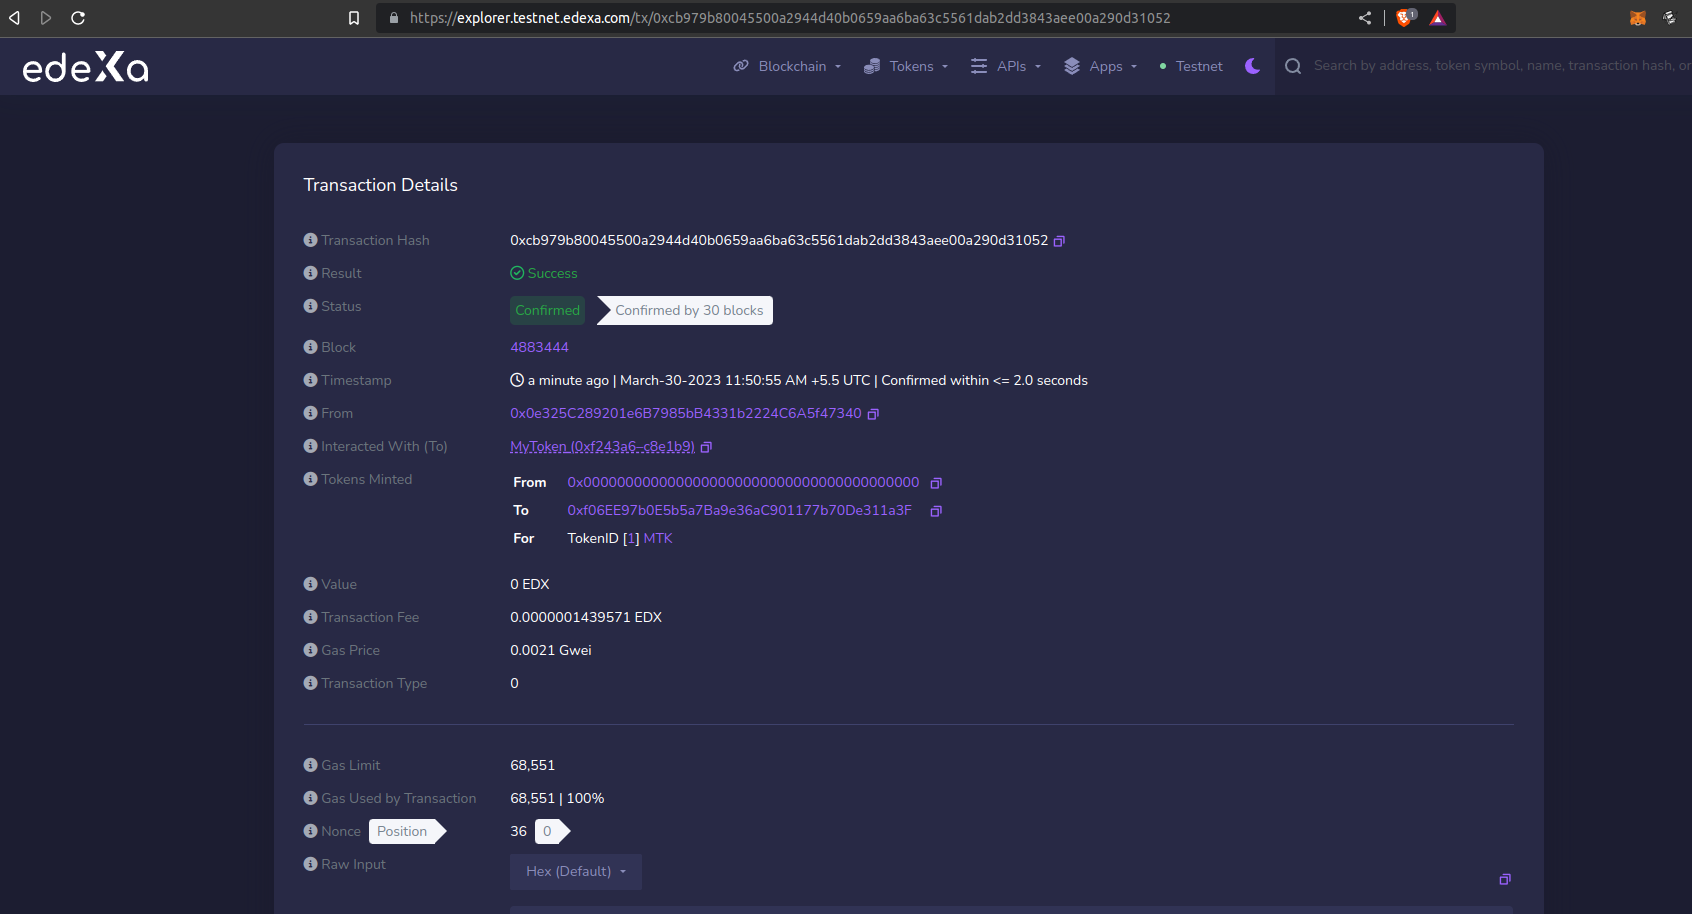 https://explorer.testnet.edexa.com/tx/0xcb979b80045500a2944d40b0659aa6ba63c5561dab2dd3843aee00a290d31052 1
edeXa Blockchain Tokens APIs Apps Testnet Search by address, token symbol, name, transaction hash, or
Transaction Details
Transaction Hash 0xcb979b80045500a2944d40b0659aa6ba63c5561dab2dd3843aee00a290d31052
Result Success
Status Confirmed Confirmed by 30 blocks
Block 4883444
Timestamp a minute ago | March-30-2023 11:50:55 AM +5.5 UTC | Confirmed within <= 2.0 seconds
From 0x0e325C289201e6B7985bB4331b2224C6A5f47340
Interacted With (To) MyToken (0xf243a6–c8e1b9)
Tokens Minted
From 0x0000000000000000000000000000000000000000
To 0xf06EE97b0E5b5a7Ba9e36aC901177b70De311a3F
For TokenID [1] MTK
Value 0 EDX
Transaction Fee 0.0000001439571 EDX
Gas Price 0.0021 Gwei
Transaction Type 0
Gas Limit 68,551
Gas Used by Transaction 68,551 | 100%
Nonce Position 36 0
Raw Input Hex (Default)